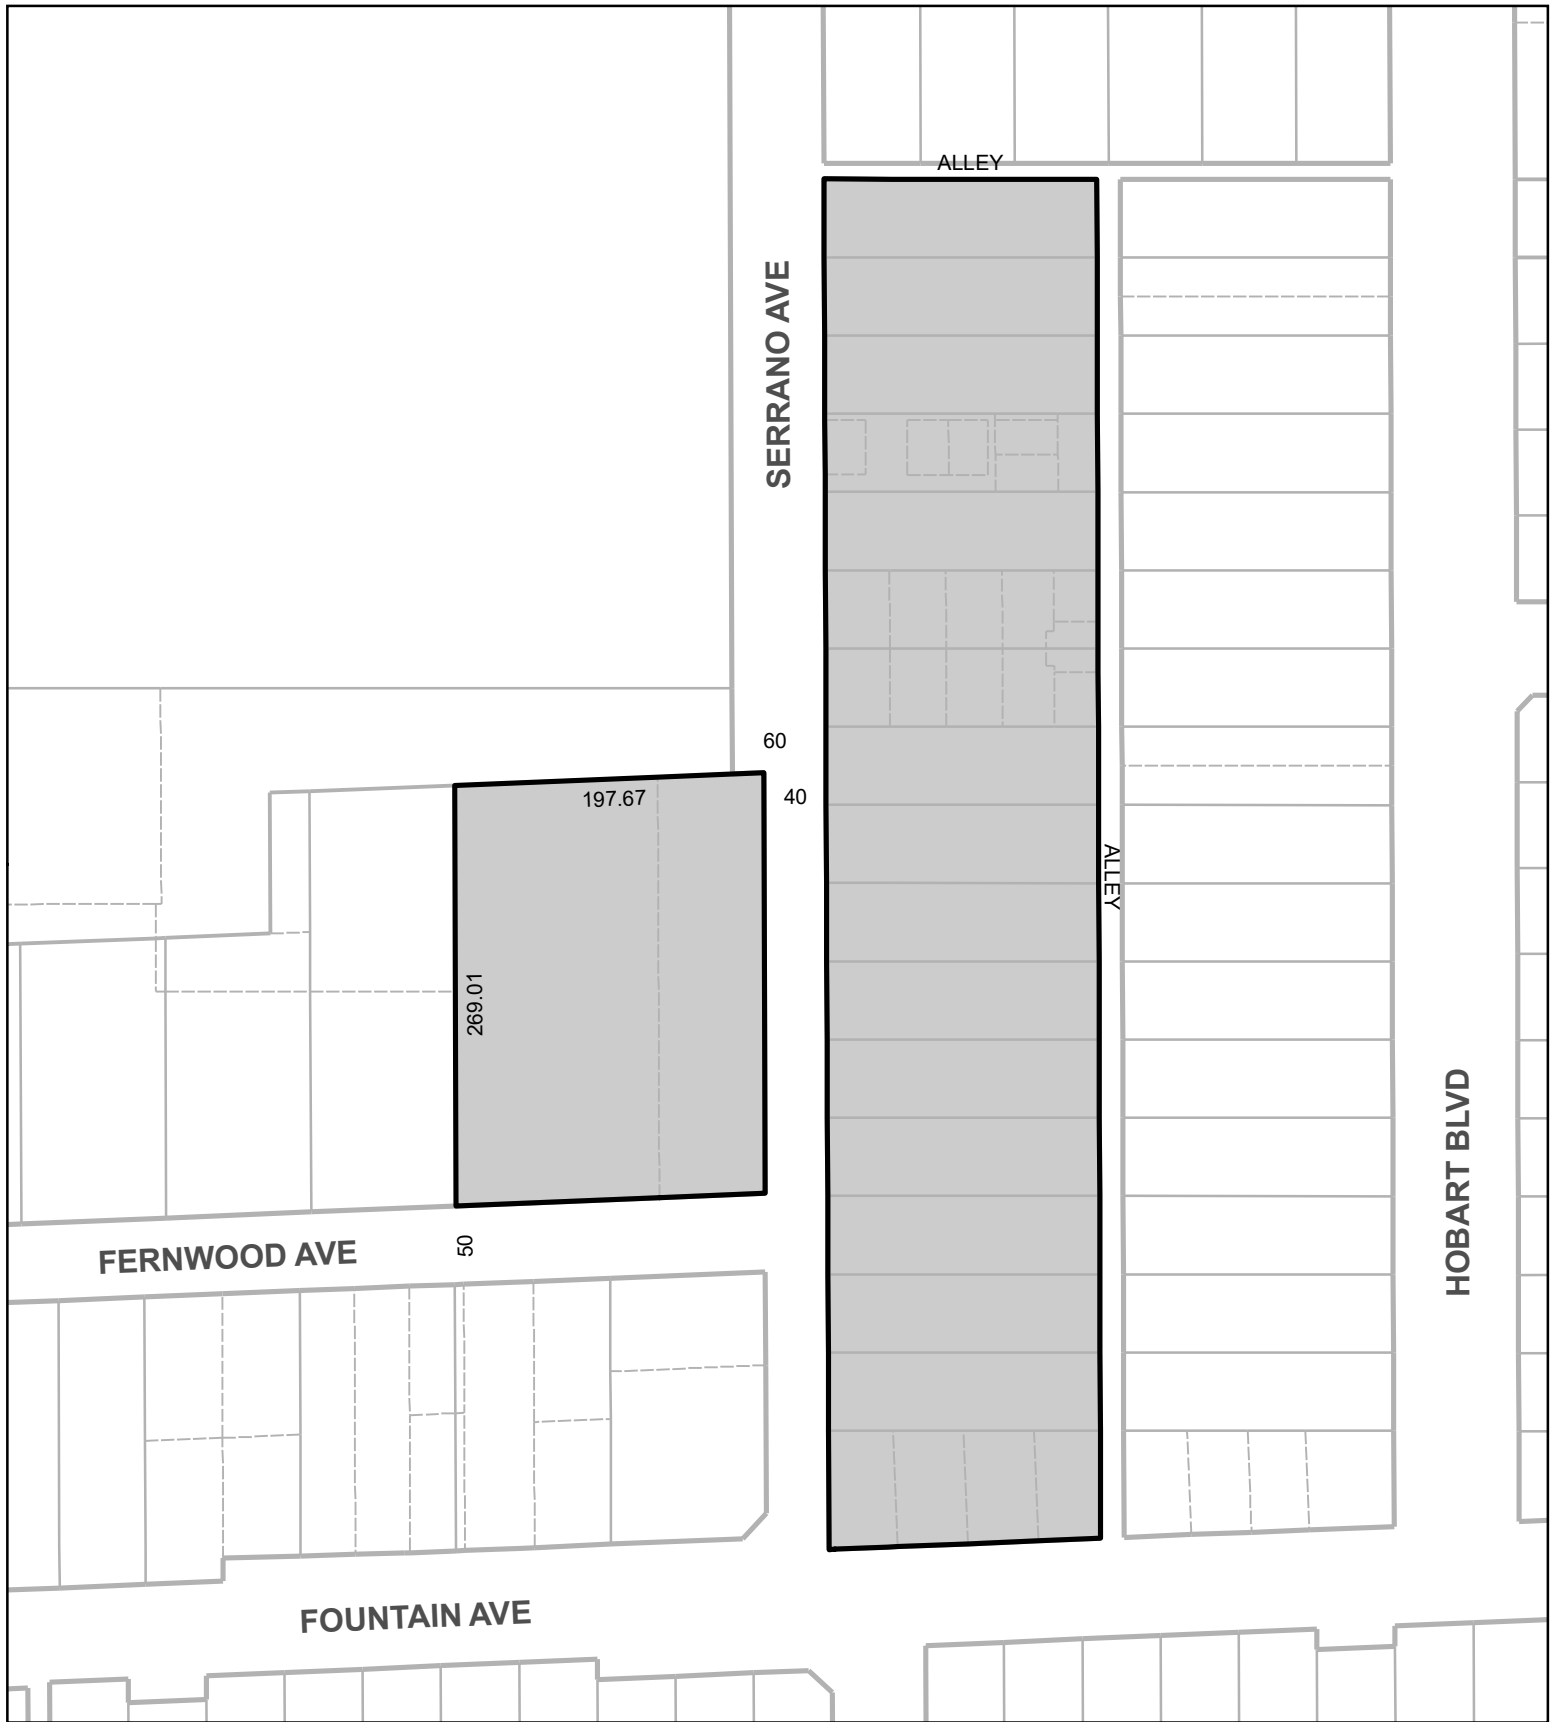 ALLEY
SERRANO AVE
60
197.67
40
ALLEY
269.01
HOBART BLVD
FERNWOOD AVE
50
FOUNTAIN AVE